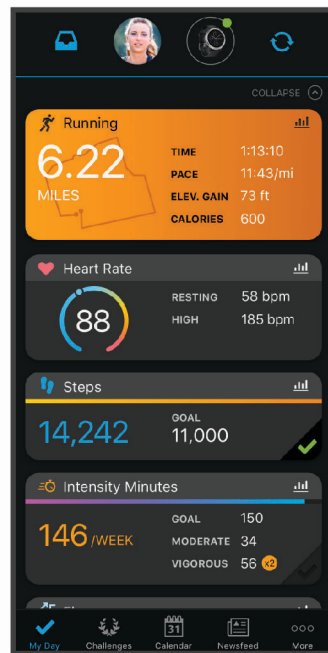 COLLAPSE
Running
6.22
MILES
TIME 1:13:10
PACE 11:43/mi
ELEV. GAIN 73 ft
CALORIES 600
Heart Rate
88
RESTING 58 bpm
HIGH 185 bpm
Steps
14,242
GOAL
11,000
Intensity Minutes
146 /WEEK
GOAL 150
MODERATE 34
VIGOROUS 56 x2
31
My Day Challenges Calendar Newsfeed More